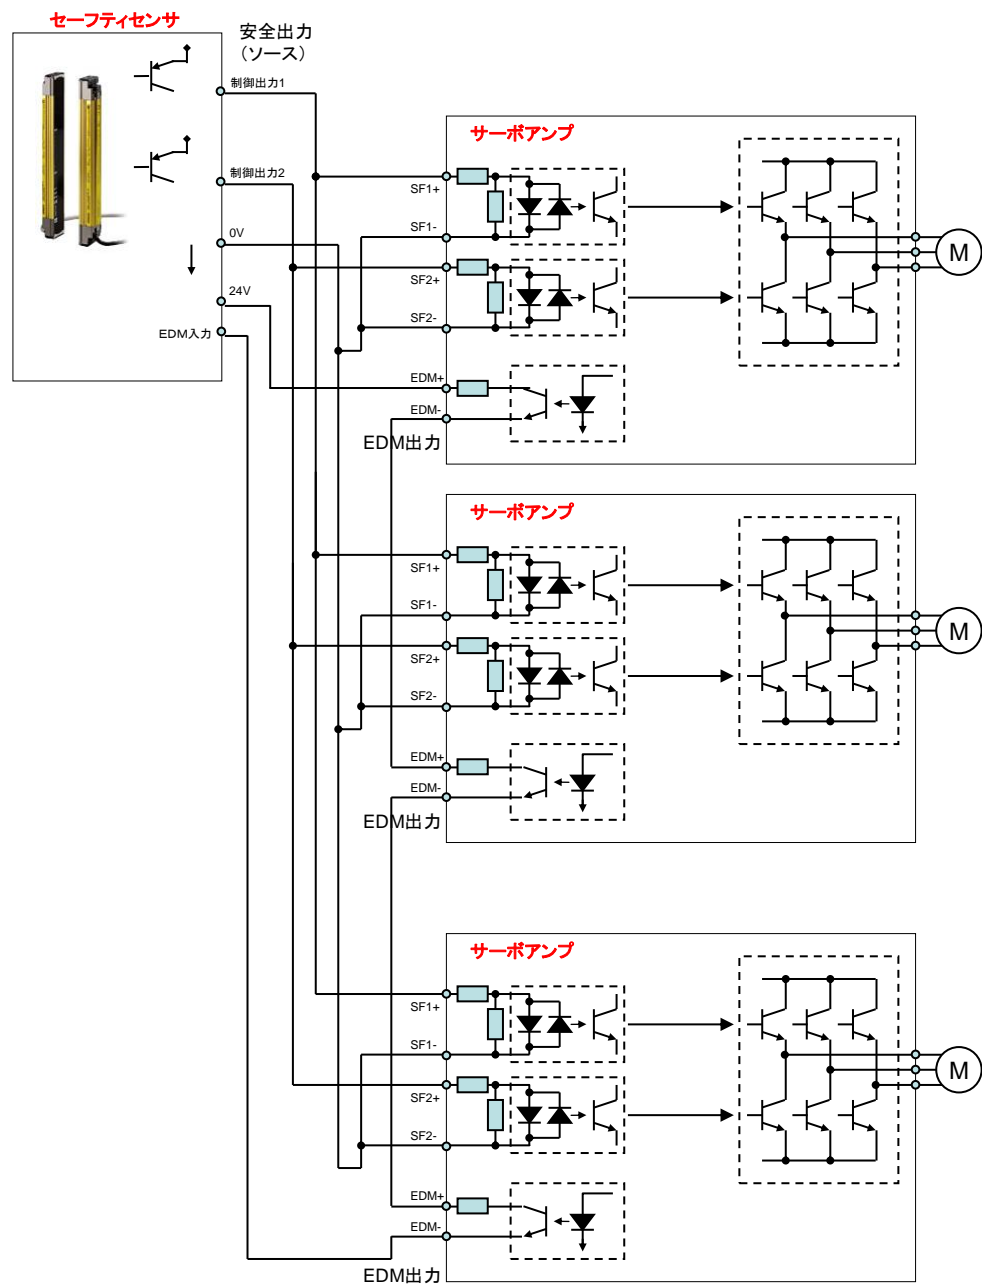 セーフティセンサ
安全出力
（ソース）
制御出力1
制御出力2
0V
24V
EDM入力
サーボアンプ
SF1+
SF1-
SF2+
SF2-
EDM+
EDM-
EDM出力
M
サーボアンプ
SF1+
SF1-
SF2+
SF2-
EDM+
EDM-
EDM出力
M
サーボアンプ
SF1+
SF1-
SF2+
SF2-
EDM+
EDM-
EDM出力
M